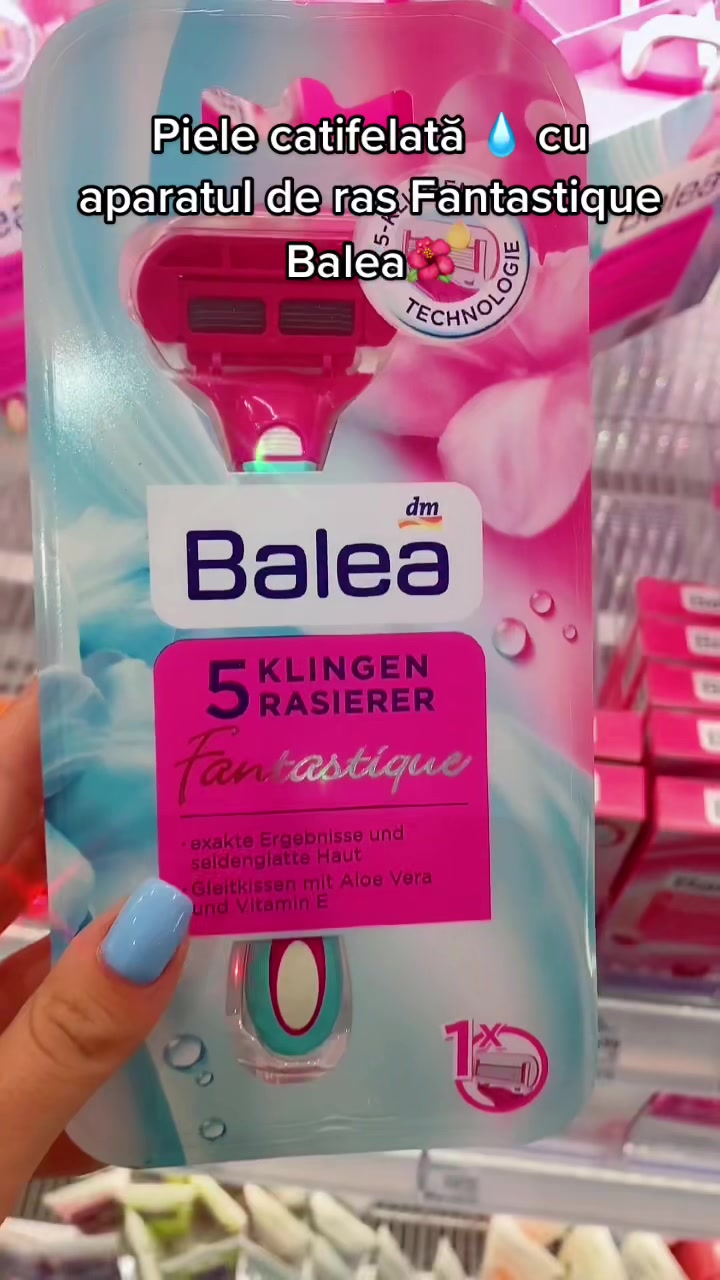 Piele catifelată 💧 cu
aparatul de ras Fantastique
Balea🌺
TECHNOLOGIE
dm
Balea
5 KLINGEN
RASIERER
Fantastique
· exakte Ergebnisse und
seidenglatte Haut
· Gleitkissen mit Aloe Vera
und Vitamin E
1x
Balea